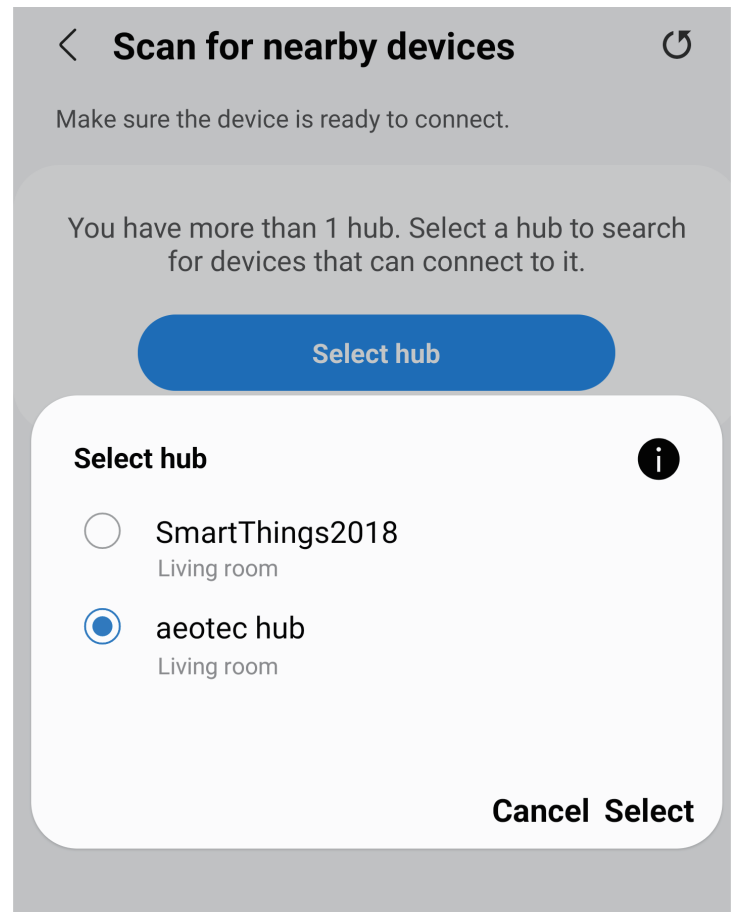 Scan for nearby devices
Make sure the device is ready to connect.
You have more than 1 hub. Select a hub to search
for devices that can connect to it.
Select hub
Select hub
i
SmartThings2018
Living room
aeotec hub
Living room
Cancel Select